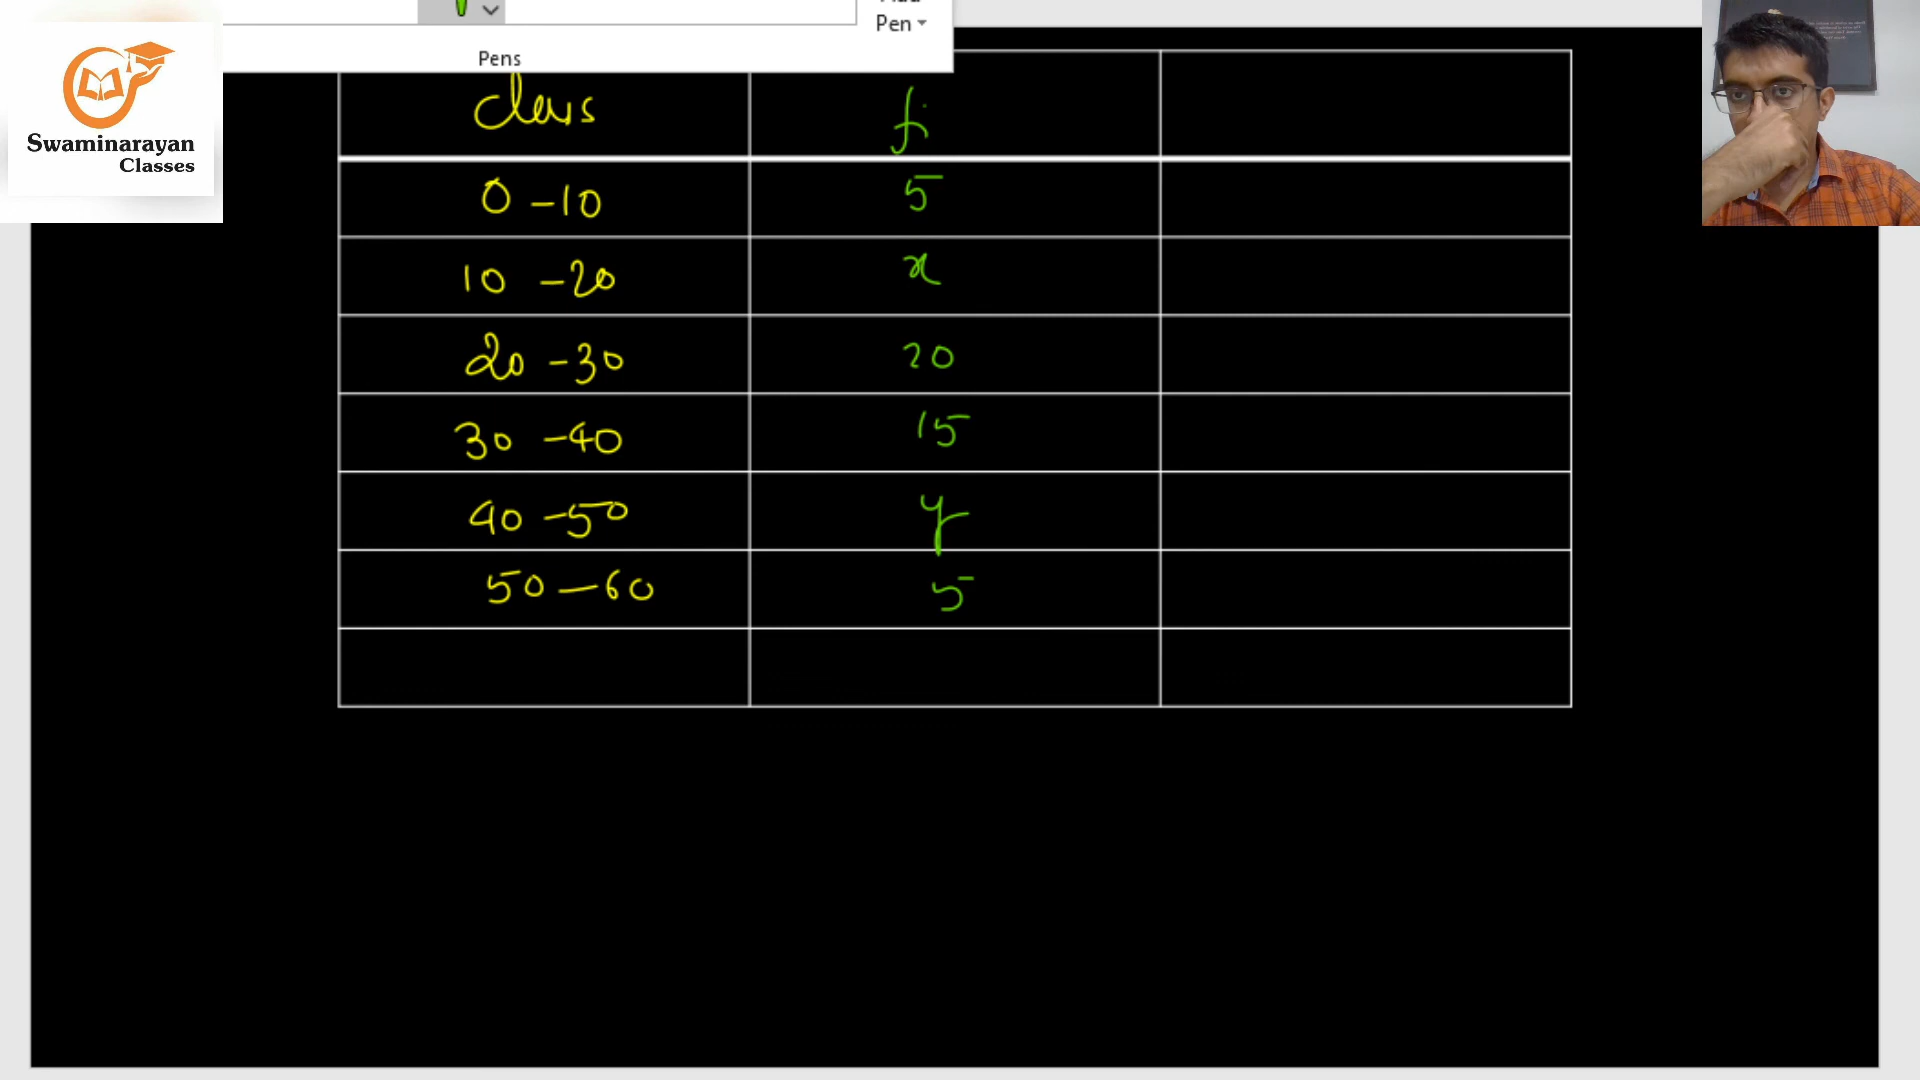 Pen
Pens
Swaminarayan
Classes
Class f
0 - 10 5
10 - 20 x
20 - 30 20
30 - 40 15
40 - 50 y
50 - 60 5